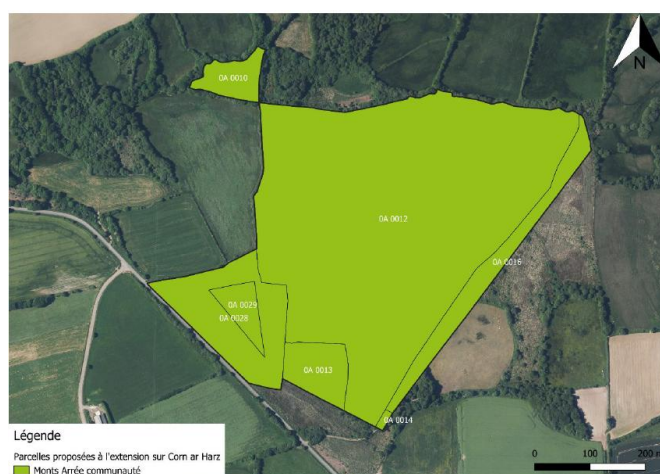 N
0A 0010
0A 0012
0A 0016
0A 0029
0A 0028
0A 0013
0A 0014
Légende
Parcelles proposées à l'extension sur Corn ar Harz
Monts Arrée communauté
0 100 200 m